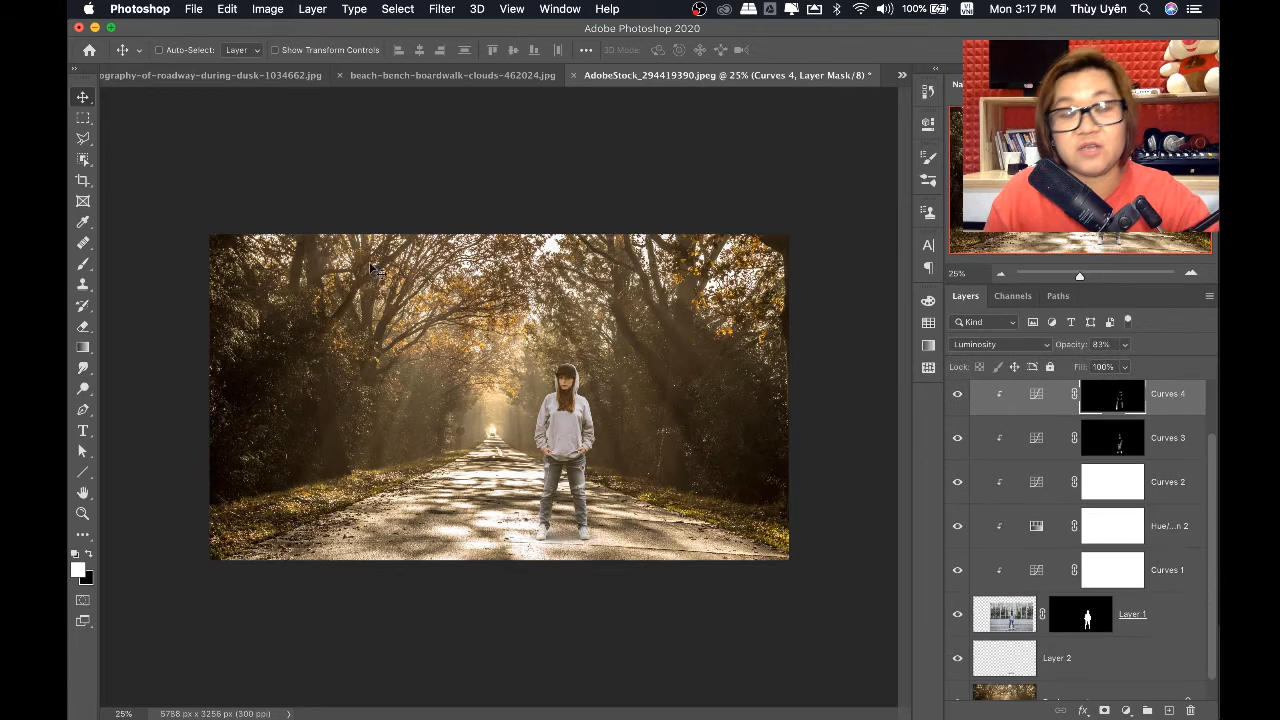 Photoshop File Edit Image Layer Type Select Filter 3D View Window Help 100% VI VNI Mon 3:17 PM Thùy Uyên
Adobe Photoshop 2020
Auto-Select: Layer Show Transform Controls 3D Mode:
ography-of-roadway-during-dusk-1034662.jpg × beach-bench-boardwalk-clouds-462024.jpeg × AdobeStock_294419390.jpeg @ 25% (Curves 4, Layer Mask/8) *
Na
25%
Layers Channels Paths
Kind
Luminosity Opacity: 83%
Lock: Fill: 100%
Curves 4
Curves 3
Curves 2
Hue/...n 2
Curves 1
Layer 1
Layer 2
25% 5788 px x 3256 px (300 ppi)